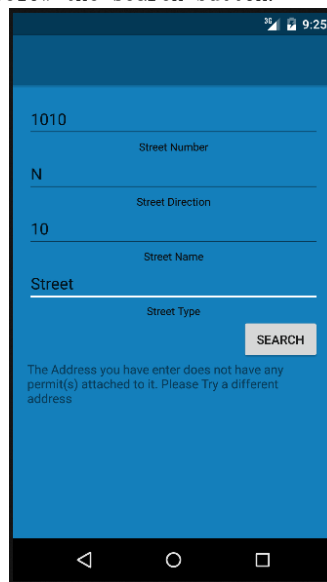 3G 9:25
1010
Street Number
N
Street Direction
10
Street Name
Street
Street Type
SEARCH
The Address you have enter does not have any
permit(s) attached to it. Please Try a different
address